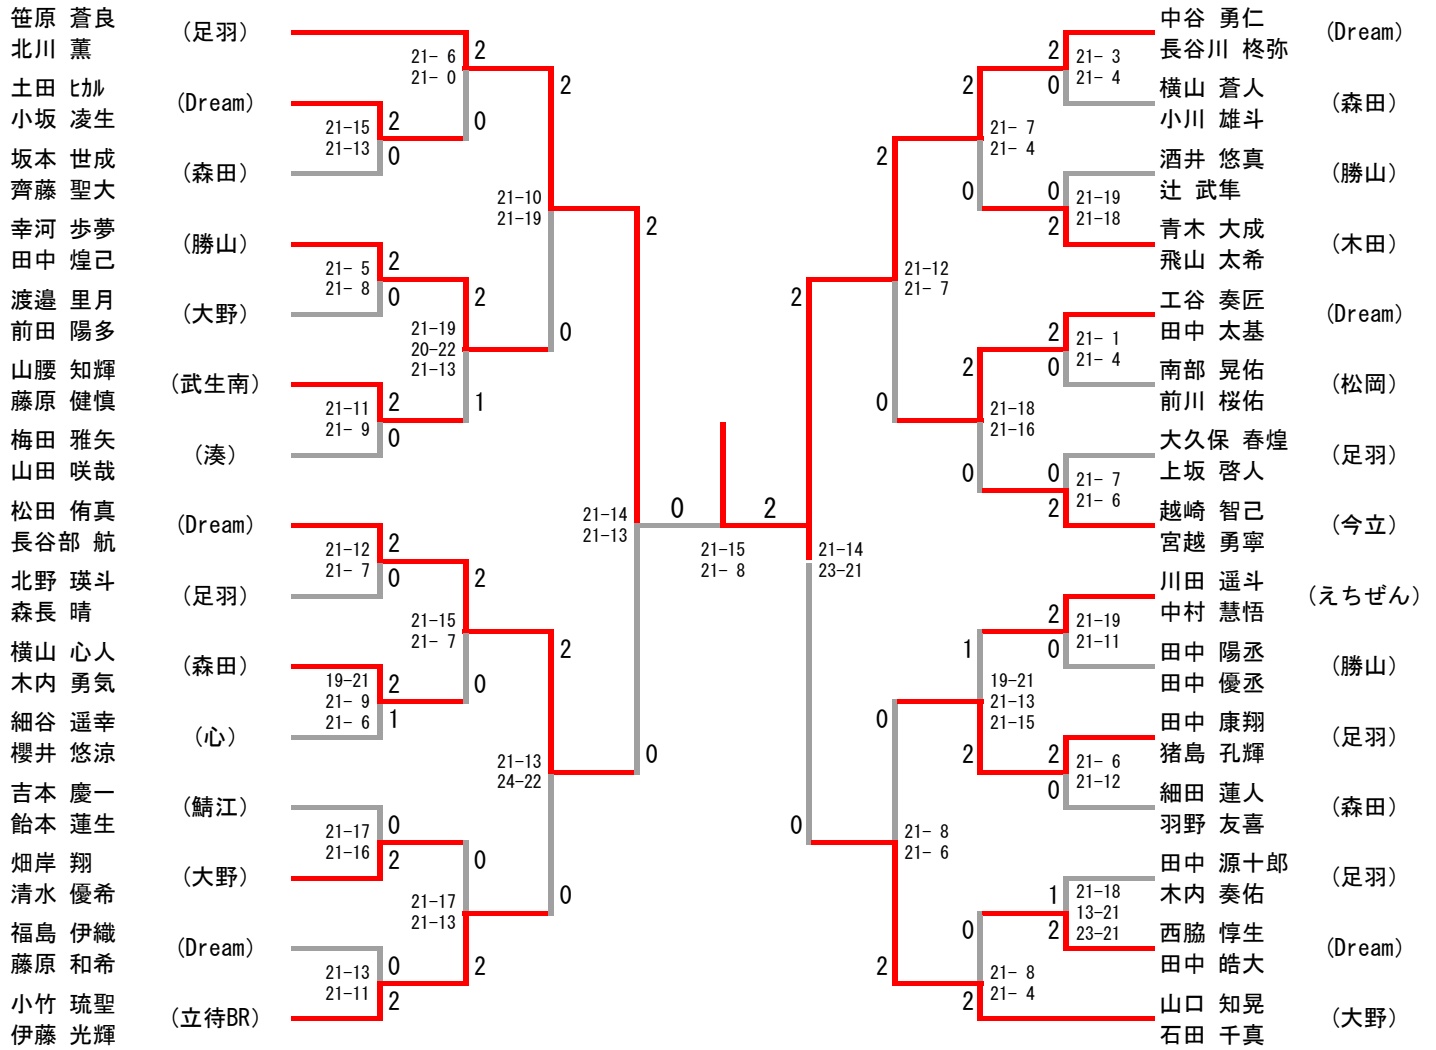 笹原 蒼良
北川 薫
(足羽)
土田 ﾋｶﾙ
小坂 凌生
(Dream)
坂本 世成
齊藤 聖大
(森田)
幸河 歩夢
田中 煌己
(勝山)
渡邉 里月
前田 陽多
(大野)
山腰 知輝
藤原 健慎
(武生南)
梅田 雅矢
山田 咲哉
(湊)
松田 侑真
長谷部 航
(Dream)
北野 瑛斗
森長 晴
(足羽)
横山 心人
木内 勇気
(森田)
細谷 遥幸
櫻井 悠涼
(心)
吉本 慶一
飴本 蓮生
(鯖江)
畑岸 翔
清水 優希
(大野)
福島 伊織
藤原 和希
(Dream)
小竹 琉聖
伊藤 光輝
(立待BR)
21-15
21-13
2
0
21- 5
21- 8
2
0
21-11
21- 9
2
0
21-12
21- 7
2
0
19-21
21- 9
21- 6
2
1
21-17
21-16
0
2
21-13
21-11
0
2
21- 6
21- 0
2
0
21-19
20-22
21-13
2
1
21-15
21- 7
2
0
21-17
21-13
0
2
21-10
21-19
2
0
21-13
24-22
2
0
21-14
21-13
2
0
0
2
21-15
21- 8
21-14
23-21
2
0
21-12
21- 7
2
0
21- 8
21- 6
0
2
21- 7
21- 4
2
0
21-18
21-16
2
0
19-21
21-13
21-15
1
2
21- 8
21- 4
0
2
21- 3
21- 4
2
0
21-19
21-18
0
2
21- 1
21- 4
2
0
21- 7
21- 6
0
2
21-19
21-11
2
0
21- 6
21-12
2
0
21-18
13-21
23-21
1
2
中谷 勇仁
長谷川 柊弥
(Dream)
横山 蒼人
小川 雄斗
(森田)
酒井 悠真
辻 武隼
(勝山)
青木 大成
飛山 太希
(木田)
工谷 奏匠
田中 太基
(Dream)
南部 晃佑
前川 桜佑
(松岡)
大久保 春煌
上坂 啓人
(足羽)
越崎 智己
宮越 勇寧
(今立)
川田 遥斗
中村 慧悟
(えちぜん)
田中 陽丞
田中 優丞
(勝山)
田中 康翔
猪島 孔輝
(足羽)
細田 蓮人
羽野 友喜
(森田)
田中 源十郎
木内 奏佑
(足羽)
西脇 惇生
田中 皓大
(Dream)
山口 知晃
石田 千真
(大野)